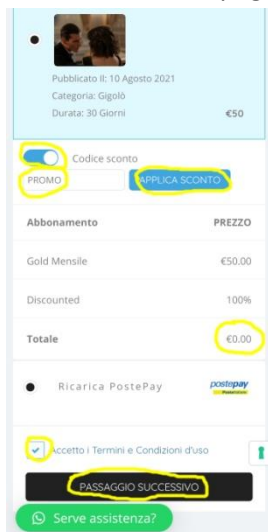 Pubblicato Il: 10 Agosto 2021
Categoria: Gigolò
Durata: 30 Giorni €50
Codice sconto
PROMO APPLICA SCONTO
Abbonamento PREZZO
Gold Mensile €50.00
Discounted 100%
Totale €0.00
Ricarica PostePay postepay
Accetto i Termini e Condizioni d'uso
PASSAGGIO SUCCESSIVO
Serve assistenza?